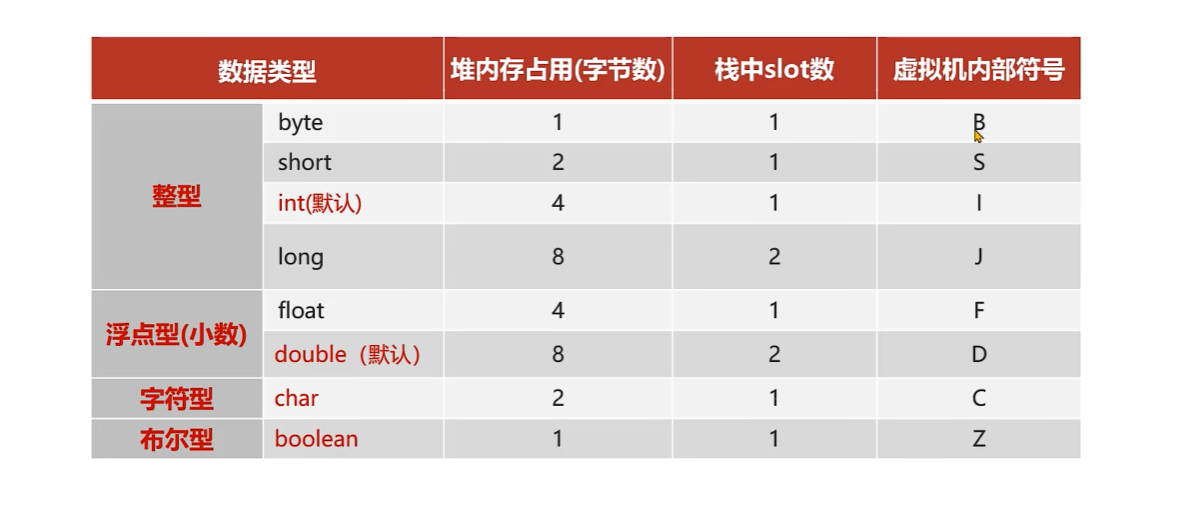 数据类型 堆内存占用(字节数) 栈中slot数 虚拟机内部符号
整型 byte 1 1 B
short 2 1 S
int(默认) 4 1 I
long 8 2 J
浮点型(小数) float 4 1 F
double（默认） 8 2 D
字符型 char 2 1 C
布尔型 boolean 1 1 Z